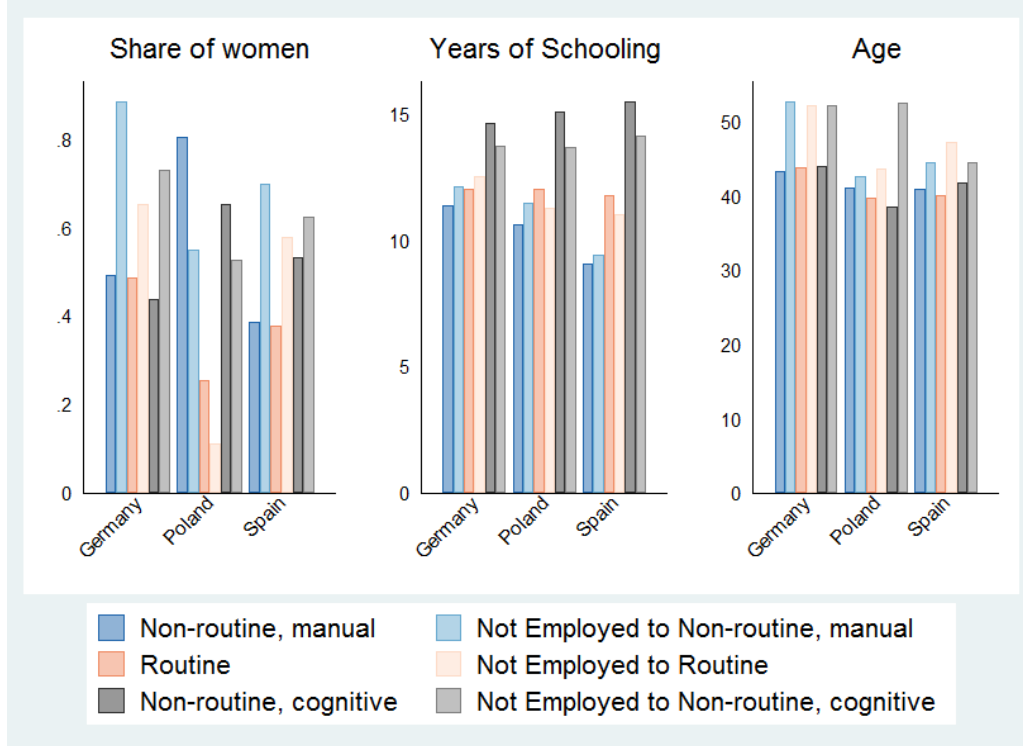 Share of women
Years of Schooling
Age
.8
.6
.4
.2
0
Germany
Poland
Spain
15
10
5
0
Germany
Poland
Spain
50
40
30
20
10
0
Germany
Poland
Spain
Non-routine, manual
Not Employed to Non-routine, manual
Routine
Not Employed to Routine
Non-routine, cognitive
Not Employed to Non-routine, cognitive